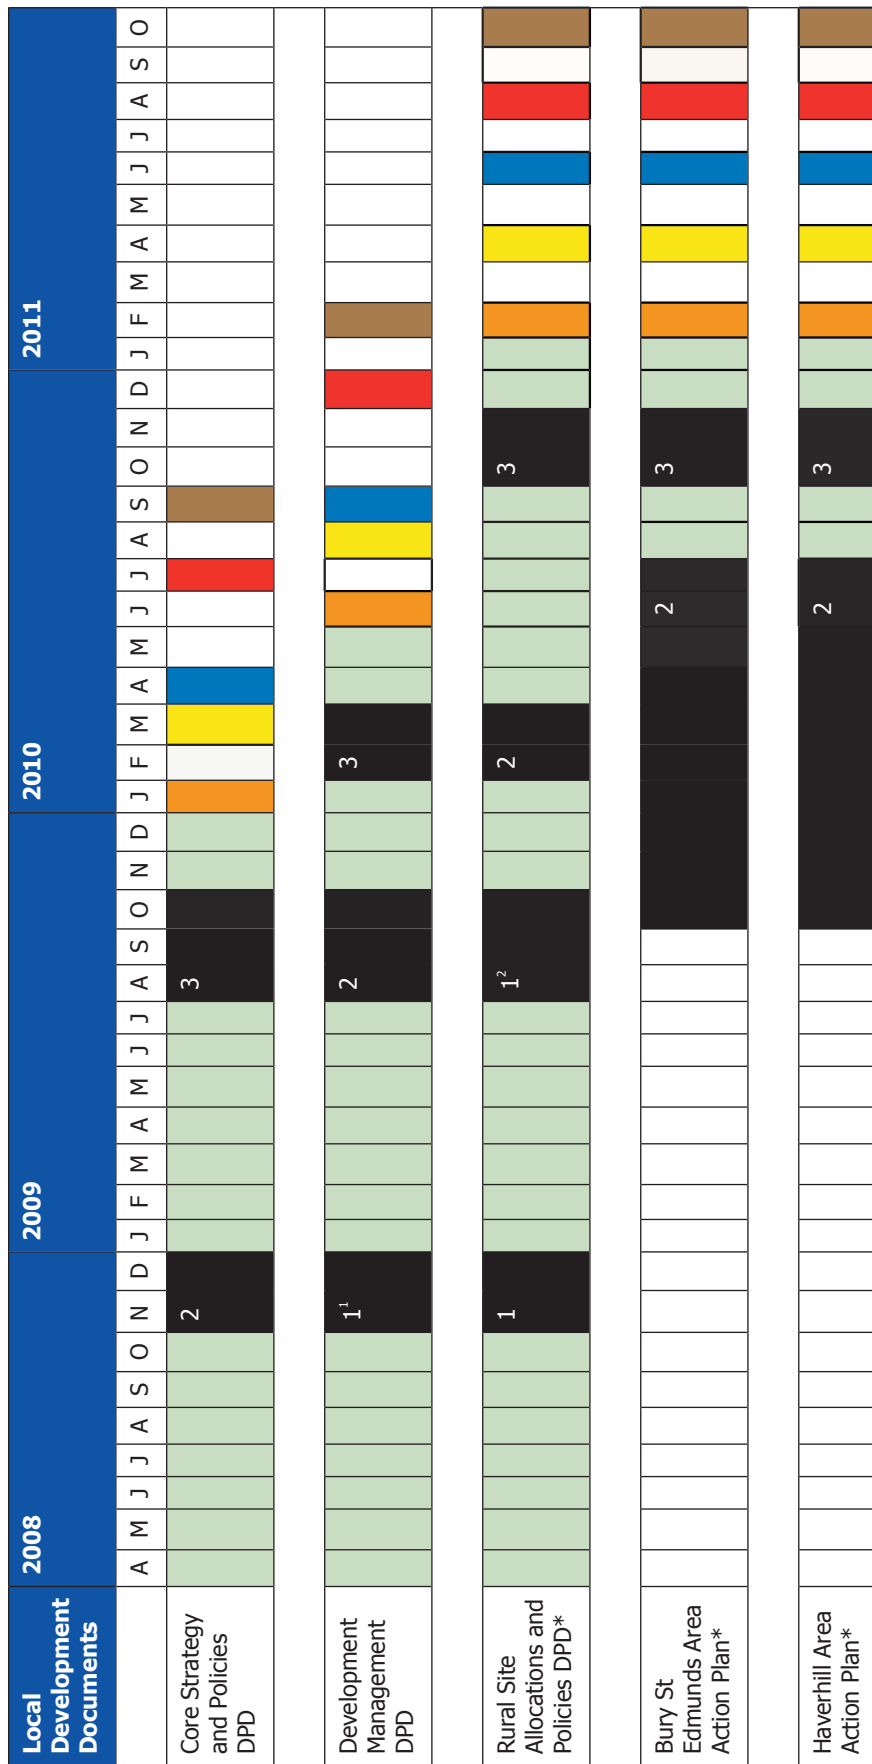 Local
Development
Documents
2008 2009 2010 2011
A M J J A S O N D J F M A M J J A S O N D J F M A M J J A S O N D J F M A M J J A S O
Core Strategy
and Policies
DPD
2 3
Development
Management
DPD
1¹ 2 3
Rural Site
Allocations and
Policies DPD*
1 1² 2 3
Bury St
Edmunds Area
Action Plan*
2 3
Haverhill Area
Action Plan*
2 3